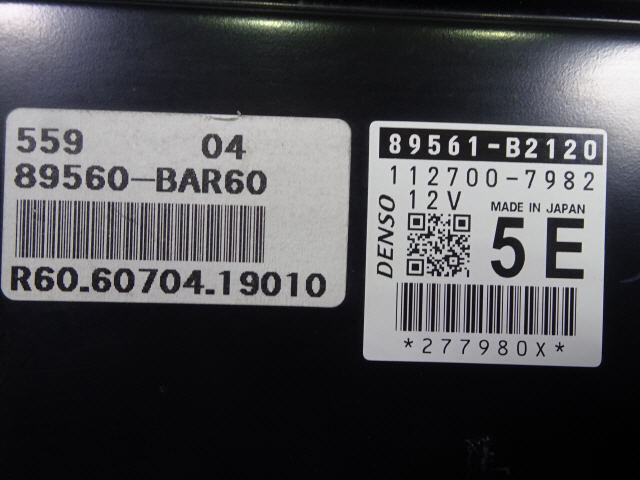 559 04
89560-BAR60
R60-60704-19010
89561-B2120
112700-7982
DENSO
12V
MADE IN JAPAN
5E
*277980X*